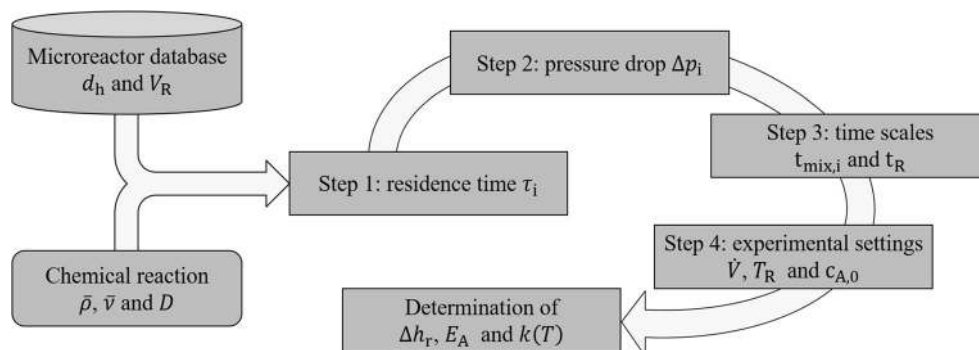 Microreactor database
d_h and V_R
Step 2: pressure drop Δp_i
Step 3: time scales
t_mix,i and t_R
Step 1: residence time τ_i
Step 4: experimental settings
V̇, T_R and c_A,0
Chemical reaction
ρ̄, ν̄ and D
Determination of
Δh_r, E_A and k(T)